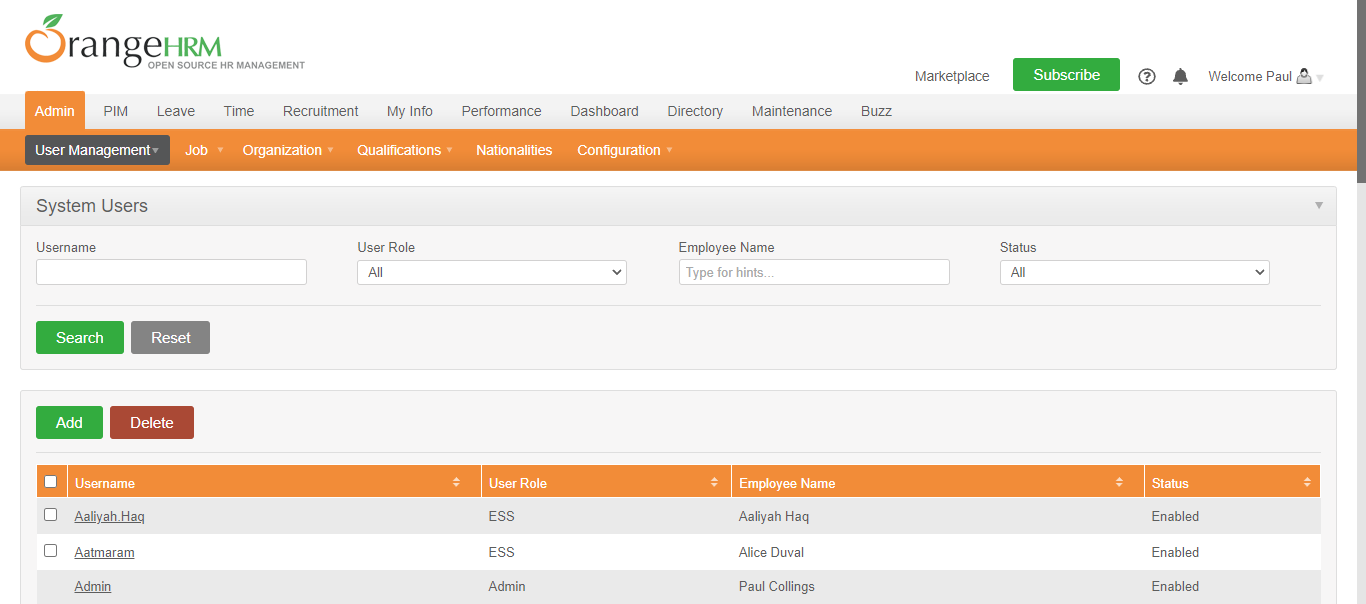 OrangeHRM
OPEN SOURCE HR MANAGEMENT
Marketplace Subscribe ? Welcome Paul
Admin PIM Leave Time Recruitment My Info Performance Dashboard Directory Maintenance Buzz
User Management Job Organization Qualifications Nationalities Configuration
System Users
Username User Role Employee Name Status
All Type for hints... All
Search Reset
Add Delete
Username User Role Employee Name Status
Aaliyah.Haq ESS Aaliyah Haq Enabled
Aatmaram ESS Alice Duval Enabled
Admin Admin Paul Collings Enabled